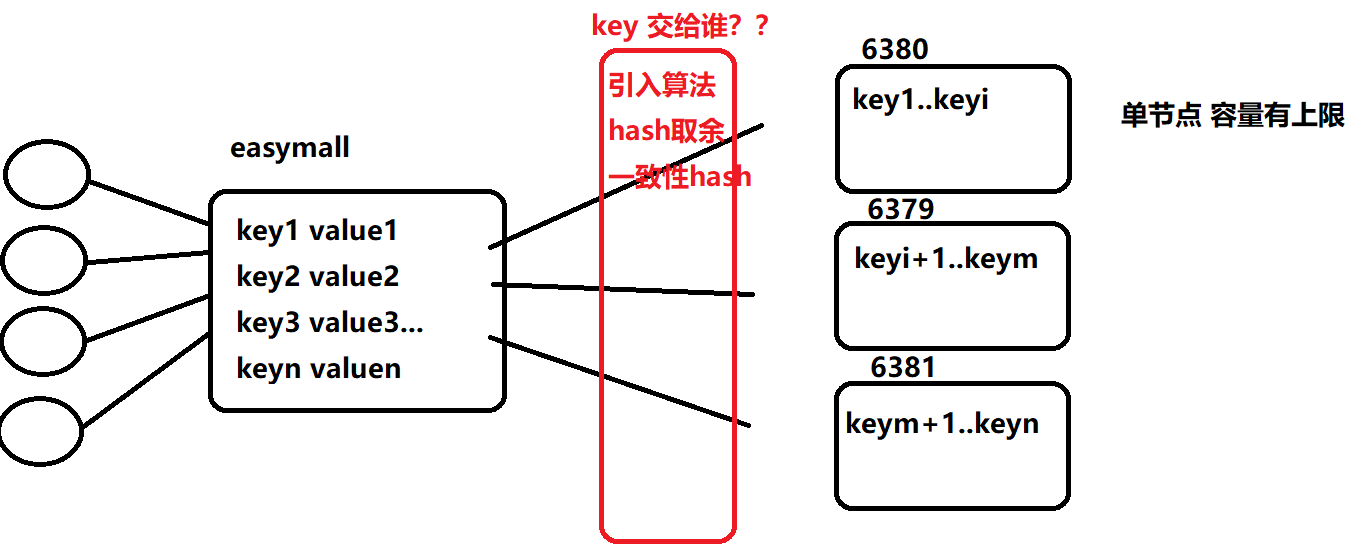 easymall
key1 value1
key2 value2
key3 value3...
keyn valuen
key 交给谁？？
引入算法
hash取余
一致性hash
6380
key1..keyi
6379
keyi+1..keym
6381
keym+1..keyn
单节点 容量有上限